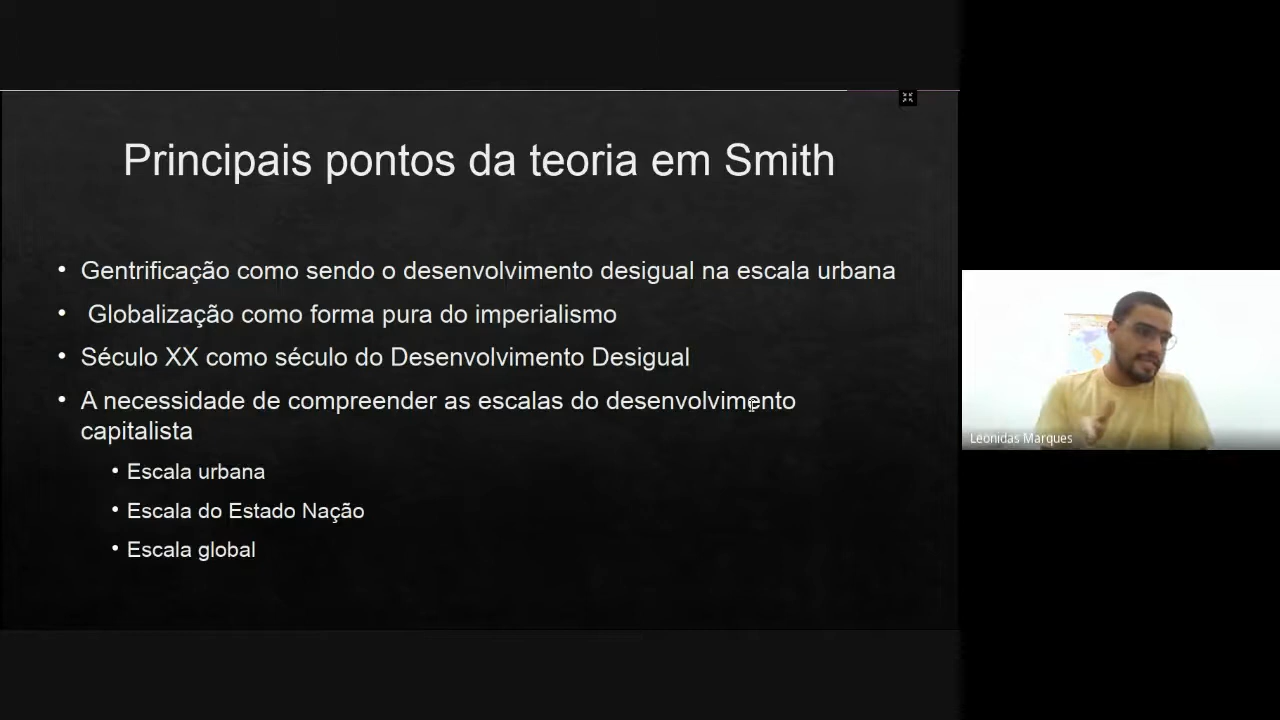 Principais pontos da teoria em Smith
• Gentrificação como sendo o desenvolvimento desigual na escala urbana
• Globalização como forma pura do imperialismo
• Século XX como século do Desenvolvimento Desigual
• A necessidade de compreender as escalas do desenvolvimento
capitalista
• Escala urbana
• Escala do Estado Nação
• Escala global
Leonidas Marques